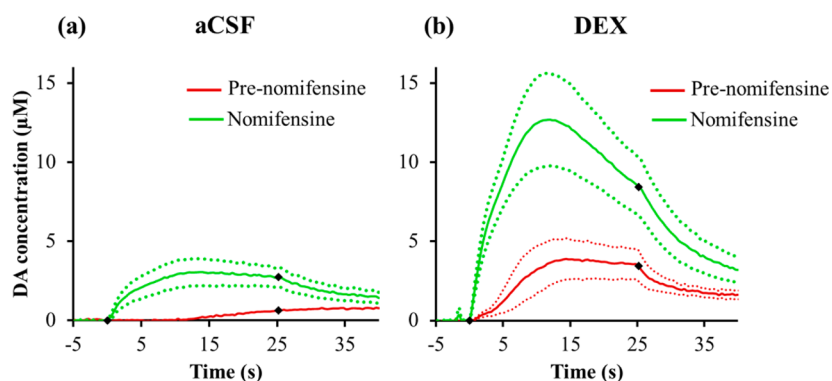 (a) aCSF
(b) DEX
DA concentration (µM)
15
10
5
0
Pre-nomifensine
Nomifensine
-5 5 15 25 35
Time (s)
15
10
5
0
Pre-nomifensine
Nomifensine
-5 5 15 25 35
Time (s)